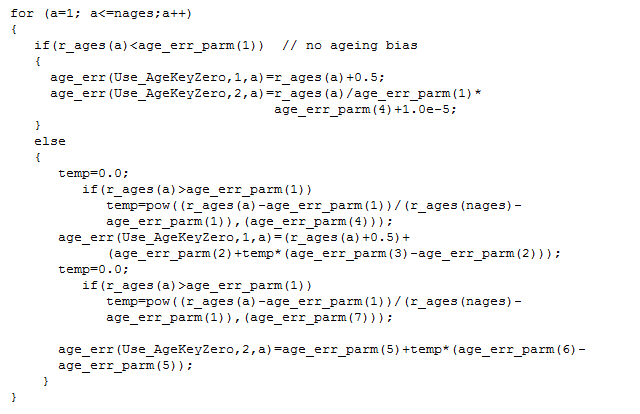 for (a=1; a<=nages;a++)
{
if(r_ages(a)<age_err_parm(1))  // no ageing bias
{
age_err(Use_AgeKeyZero,1,a)=r_ages(a)+0.5;
age_err(Use_AgeKeyZero,2,a)=r_ages(a)/age_err_parm(1)*
age_err_parm(4)+1.0e-5;
}
else
{
temp=0.0;
if(r_ages(a)>age_err_parm(1))
temp=pow((r_ages(a)-age_err_parm(1))/(r_ages(nages)-
age_err_parm(1)),(age_err_parm(4)));
age_err(Use_AgeKeyZero,1,a)=(r_ages(a)+0.5)+
(age_err_parm(2)+temp*(age_err_parm(3)-age_err_parm(2)));
temp=0.0;
if(r_ages(a)>age_err_parm(1))
temp=pow((r_ages(a)-age_err_parm(1))/(r_ages(nages)-
age_err_parm(1)),(age_err_parm(7)));
age_err(Use_AgeKeyZero,2,a)=age_err_parm(5)+temp*(age_err_parm(6)-
age_err_parm(5));
}
}